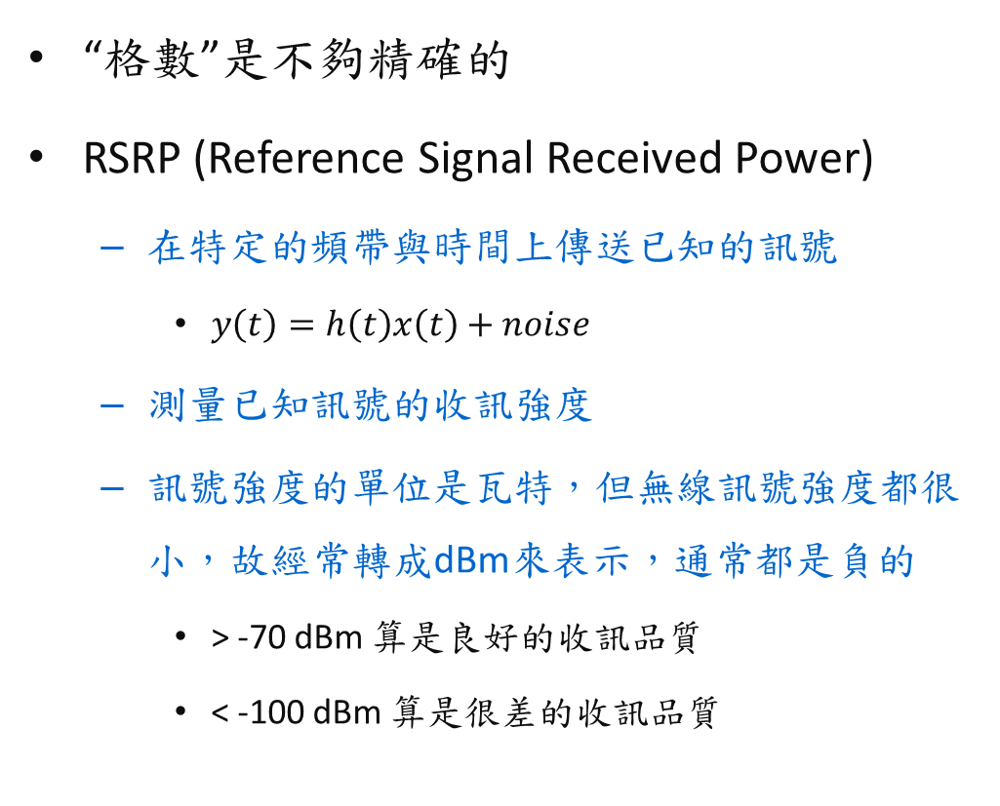 • “格數”是不夠精確的
• RSRP (Reference Signal Received Power)
– 在特定的頻帶與時間上傳送已知的訊號
• y(t) = h(t)x(t) + noise
– 測量已知訊號的收訊強度
– 訊號強度的單位是瓦特，但無線訊號強度都很
小，故經常轉成dBm來表示，通常都是負的
• > -70 dBm 算是良好的收訊品質
• < -100 dBm 算是很差的收訊品質